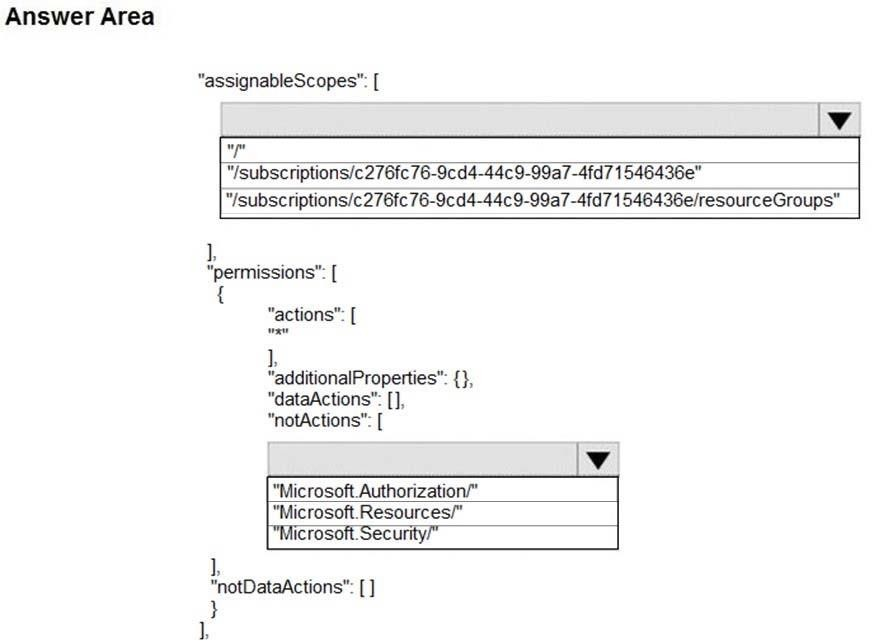 Answer Area
"assignableScopes": [
"/"
"/subscriptions/c276fc76-9cd4-44c9-99a7-4fd71546436e"
"/subscriptions/c276fc76-9cd4-44c9-99a7-4fd71546436e/resourceGroups"
],
"permissions": [
{
"actions": [
"*"
],
"additionalProperties": {},
"dataActions": [],
"notActions": [
"Microsoft.Authorization/"
"Microsoft.Resources/"
"Microsoft.Security/"
],
"notDataActions": [ ]
}
],